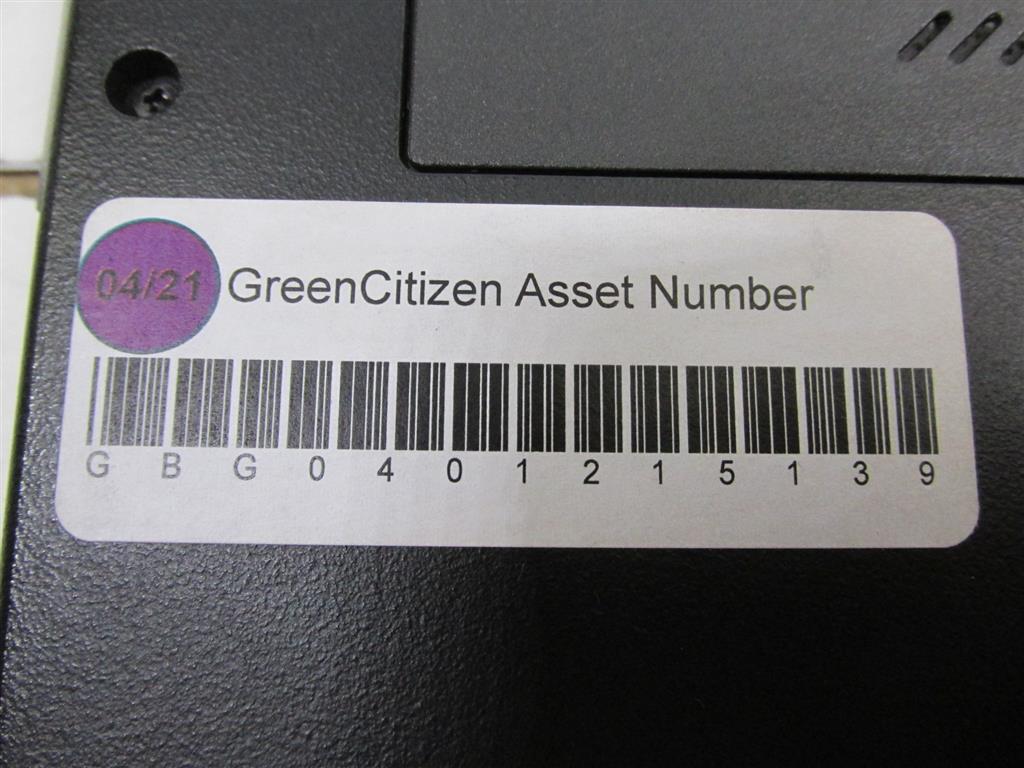 04/21 GreenCitizen Asset Number
G B G 0 4 0 1 2 1 5 1 3 9